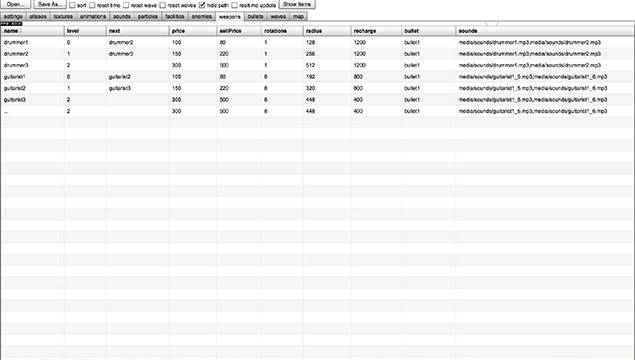 Open... Save As... sort reset time reset wave reset waves hide path realtime update Show Items
settings atlases textures animations sounds particles facilities enemies weapons bullets waves map
name level next price sellPrice rotations radius recharge bullet sounds
drummer1 0 drummer2 100 80 1 128 1200 bullet1 media/sounds/drummer1.mp3,media/sounds/drummer2.mp3
drummer2 1 drummer3 150 220 1 256 1200 bullet1 media/sounds/drummer1.mp3,media/sounds/drummer2.mp3
drummer3 2 300 500 1 512 1200 bullet1 media/sounds/drummer1.mp3,media/sounds/drummer2.mp3
guitarist1 0 guitarist2 100 80 8 192 800 bullet1 media/sounds/guitarist1_5.mp3,media/sounds/guitarist1_6.mp3
guitarist2 1 guitarist3 150 220 8 320 600 bullet1 media/sounds/guitarist1_5.mp3,media/sounds/guitarist1_6.mp3
guitarist3 2 300 500 8 448 400 bullet1 media/sounds/guitarist1_5.mp3,media/sounds/guitarist1_6.mp3
... 2 300 500 8 448 400 bullet1 media/sounds/guitarist1_5.mp3,media/sounds/guitarist1_6.mp3